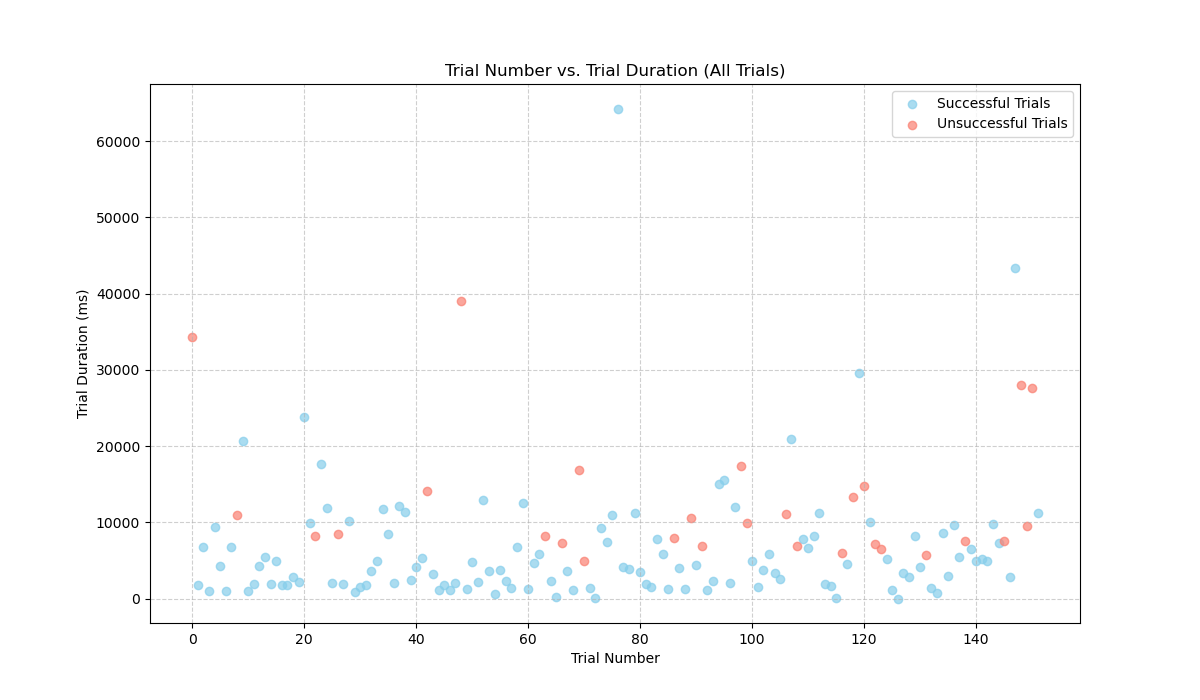 Trial Number vs. Trial Duration (All Trials)
Successful Trials
Unsuccessful Trials
Trial Duration (ms)
60000
50000
40000
30000
20000
10000
0
0 20 40 60 80 100 120 140
Trial Number